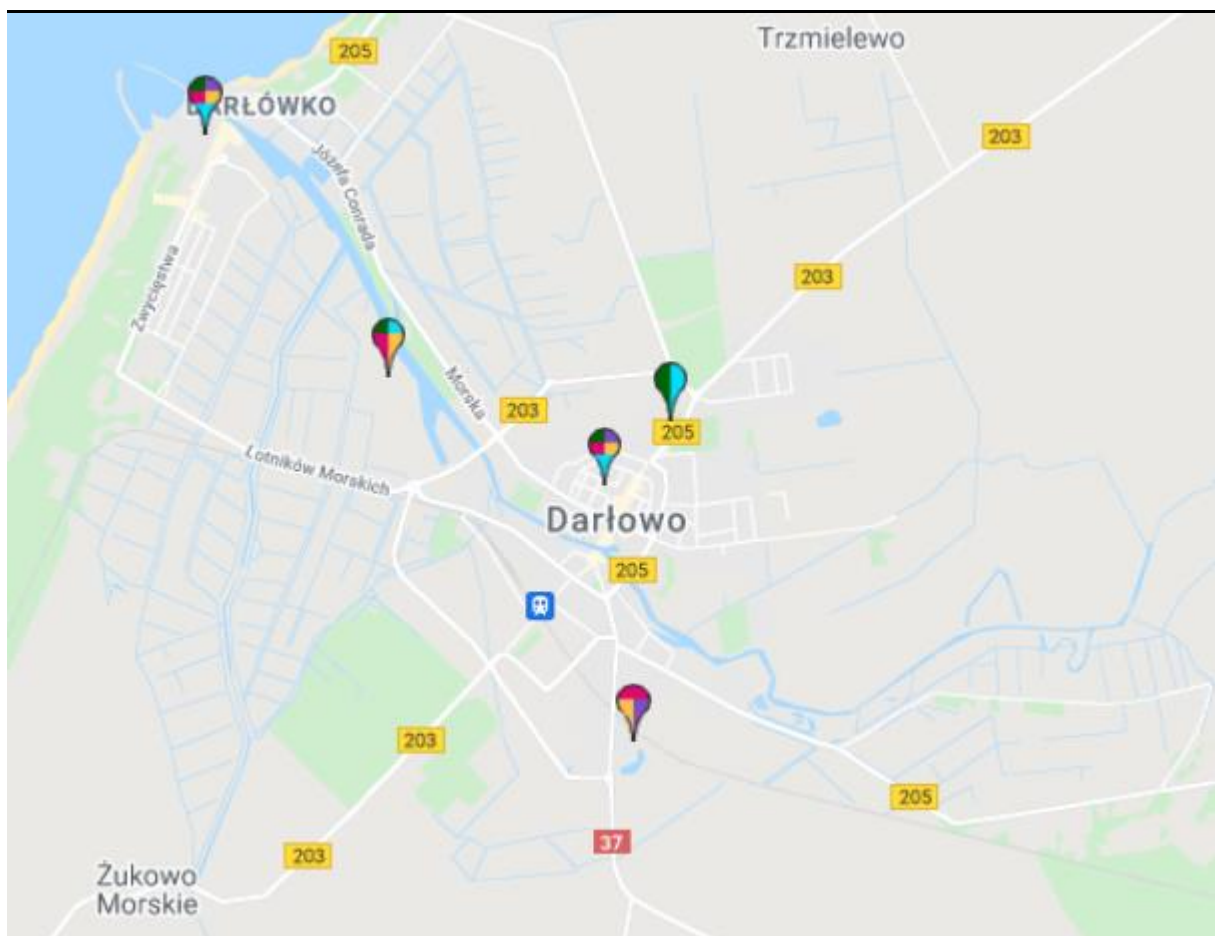 Trzmielewo
205
DARŁÓWKO
203
Józefa Conrada
203
Zwycięstwa
Morska
203
205
Lotników Morskich
Darłowo
205
203
205
37
203
Żukowo
Morskie